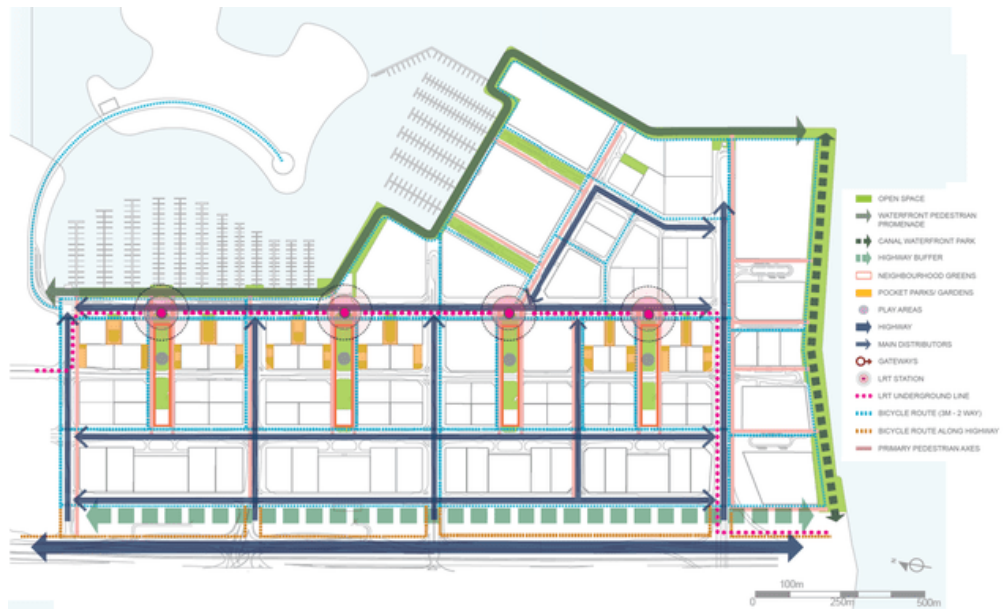 OPEN SPACE
WATERFRONT PEDESTRIAN
PROMENADE
CANAL WATERFRONT PARK
HIGHWAY BUFFER
NEIGHBOURHOOD GREENS
POCKET PARKS/ GARDENS
PLAY AREAS
HIGHWAY
MAIN DISTRIBUTORS
GATEWAYS
LRT STATION
LRT UNDERGROUND LINE
BICYCLE ROUTE (3M - 2 WAY)
BICYCLE ROUTE ALONG HIGHWAY
PRIMARY PEDESTRIAN AXES
N
100m
0 250m 500m